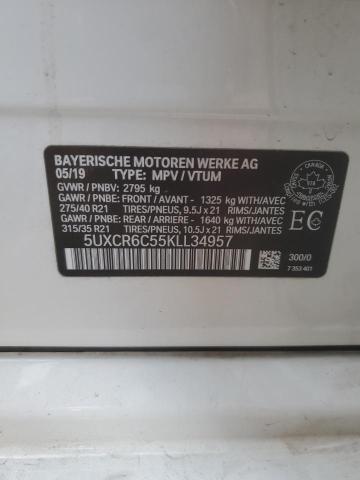 BAYERISCHE MOTOREN WERKE AG
05/19 TYPE: MPV / VTUM
GVWR / PNBV: 2795 kg
GAWR / PNBE: FRONT / AVANT - 1325 kg WITH/AVEC
275/40 R21 TIRES/PNEUS, 9.5J x 21 RIMS/JANTES
GAWR / PNBE: REAR / ARRIERE - 1640 kg WITH/AVEC
315/35 R21 TIRES/PNEUS, 10.5J x 21 RIMS/JANTES
5UXCR6C55KLL34957
CANADA
EC
300/0
7 353 401